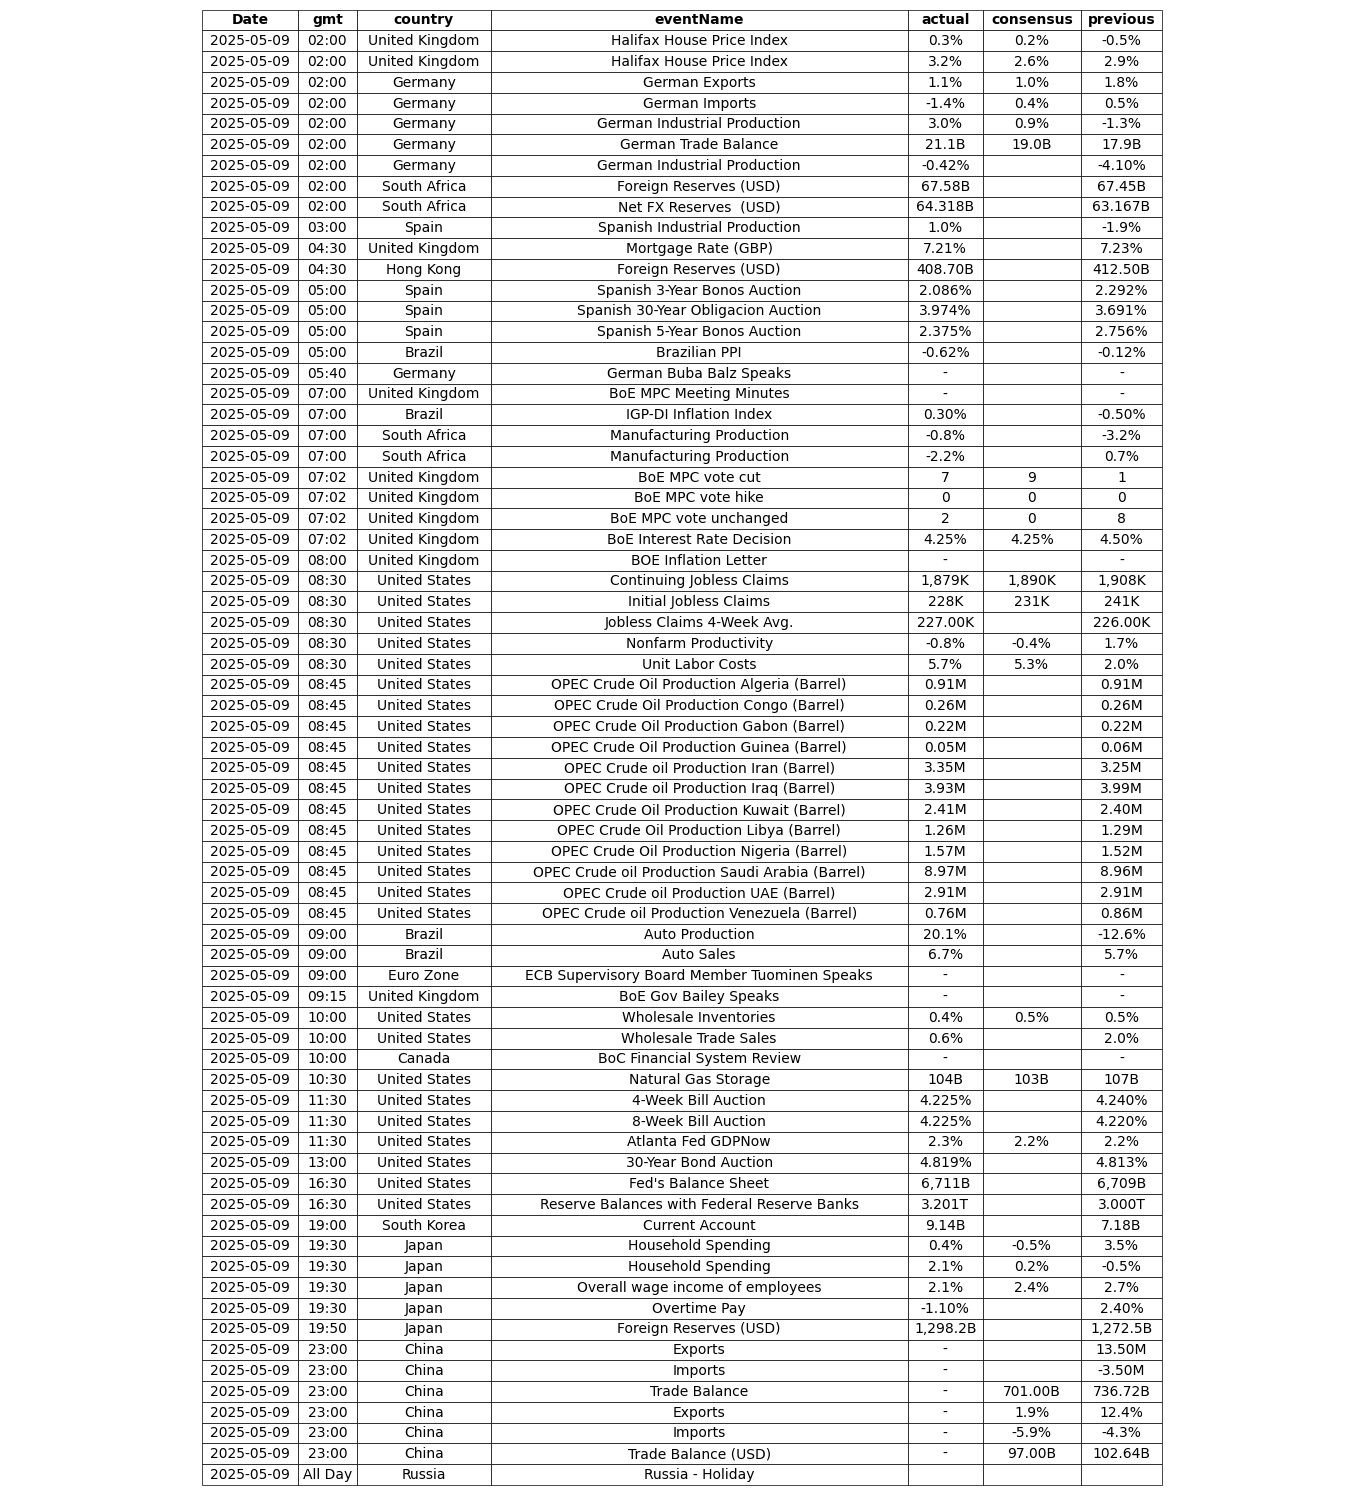 Date gmt country eventName actual consensus previous
2025-05-09 02:00 United Kingdom Halifax House Price Index 0.3% 0.2% -0.5%
2025-05-09 02:00 United Kingdom Halifax House Price Index 3.2% 2.6% 2.9%
2025-05-09 02:00 Germany German Exports 1.1% 1.0% 1.8%
2025-05-09 02:00 Germany German Imports -1.4% 0.4% 0.5%
2025-05-09 02:00 Germany German Industrial Production 3.0% 0.9% -1.3%
2025-05-09 02:00 Germany German Trade Balance 21.1B 19.0B 17.9B
2025-05-09 02:00 Germany German Industrial Production -0.42% -4.10%
2025-05-09 02:00 South Africa Foreign Reserves (USD) 67.58B 67.45B
2025-05-09 02:00 South Africa Net FX Reserves (USD) 64.318B 63.167B
2025-05-09 03:00 Spain Spanish Industrial Production 1.0% -1.9%
2025-05-09 04:30 United Kingdom Mortgage Rate (GBP) 7.21% 7.23%
2025-05-09 04:30 Hong Kong Foreign Reserves (USD) 408.70B 412.50B
2025-05-09 05:00 Spain Spanish 3-Year Bonos Auction 2.086% 2.292%
2025-05-09 05:00 Spain Spanish 30-Year Obligacion Auction 3.974% 3.691%
2025-05-09 05:00 Spain Spanish 5-Year Bonos Auction 2.375% 2.756%
2025-05-09 05:00 Brazil Brazilian PPI -0.62% -0.12%
2025-05-09 05:40 Germany German Buba Balz Speaks - -
2025-05-09 07:00 United Kingdom BoE MPC Meeting Minutes - -
2025-05-09 07:00 Brazil IGP-DI Inflation Index 0.30% -0.50%
2025-05-09 07:00 South Africa Manufacturing Production -0.8% -3.2%
2025-05-09 07:00 South Africa Manufacturing Production -2.2% 0.7%
2025-05-09 07:02 United Kingdom BoE MPC vote cut 7 9 1
2025-05-09 07:02 United Kingdom BoE MPC vote hike 0 0 0
2025-05-09 07:02 United Kingdom BoE MPC vote unchanged 2 0 8
2025-05-09 07:02 United Kingdom BoE Interest Rate Decision 4.25% 4.25% 4.50%
2025-05-09 08:00 United Kingdom BOE Inflation Letter - -
2025-05-09 08:30 United States Continuing Jobless Claims 1,879K 1,890K 1,908K
2025-05-09 08:30 United States Initial Jobless Claims 228K 231K 241K
2025-05-09 08:30 United States Jobless Claims 4-Week Avg. 227.00K 226.00K
2025-05-09 08:30 United States Nonfarm Productivity -0.8% -0.4% 1.7%
2025-05-09 08:30 United States Unit Labor Costs 5.7% 5.3% 2.0%
2025-05-09 08:45 United States OPEC Crude Oil Production Algeria (Barrel) 0.91M 0.91M
2025-05-09 08:45 United States OPEC Crude Oil Production Congo (Barrel) 0.26M 0.26M
2025-05-09 08:45 United States OPEC Crude Oil Production Gabon (Barrel) 0.22M 0.22M
2025-05-09 08:45 United States OPEC Crude Oil Production Guinea (Barrel) 0.05M 0.06M
2025-05-09 08:45 United States OPEC Crude oil Production Iran (Barrel) 3.35M 3.25M
2025-05-09 08:45 United States OPEC Crude oil Production Iraq (Barrel) 3.93M 3.99M
2025-05-09 08:45 United States OPEC Crude Oil Production Kuwait (Barrel) 2.41M 2.40M
2025-05-09 08:45 United States OPEC Crude Oil Production Libya (Barrel) 1.26M 1.29M
2025-05-09 08:45 United States OPEC Crude Oil Production Nigeria (Barrel) 1.57M 1.52M
2025-05-09 08:45 United States OPEC Crude oil Production Saudi Arabia (Barrel) 8.97M 8.96M
2025-05-09 08:45 United States OPEC Crude oil Production UAE (Barrel) 2.91M 2.91M
2025-05-09 08:45 United States OPEC Crude oil Production Venezuela (Barrel) 0.76M 0.86M
2025-05-09 09:00 Brazil Auto Production 20.1% -12.6%
2025-05-09 09:00 Brazil Auto Sales 6.7% 5.7%
2025-05-09 09:00 Euro Zone ECB Supervisory Board Member Tuominen Speaks - -
2025-05-09 09:15 United Kingdom BoE Gov Bailey Speaks - -
2025-05-09 10:00 United States Wholesale Inventories 0.4% 0.5% 0.5%
2025-05-09 10:00 United States Wholesale Trade Sales 0.6% 2.0%
2025-05-09 10:00 Canada BoC Financial System Review - -
2025-05-09 10:30 United States Natural Gas Storage 104B 103B 107B
2025-05-09 11:30 United States 4-Week Bill Auction 4.225% 4.240%
2025-05-09 11:30 United States 8-Week Bill Auction 4.225% 4.220%
2025-05-09 11:30 United States Atlanta Fed GDPNow 2.3% 2.2% 2.2%
2025-05-09 13:00 United States 30-Year Bond Auction 4.819% 4.813%
2025-05-09 16:30 United States Fed's Balance Sheet 6,711B 6,709B
2025-05-09 16:30 United States Reserve Balances with Federal Reserve Banks 3.201T 3.000T
2025-05-09 19:00 South Korea Current Account 9.14B 7.18B
2025-05-09 19:30 Japan Household Spending 0.4% -0.5% 3.5%
2025-05-09 19:30 Japan Household Spending 2.1% 0.2% -0.5%
2025-05-09 19:30 Japan Overall wage income of employees 2.1% 2.4% 2.7%
2025-05-09 19:30 Japan Overtime Pay -1.10% 2.40%
2025-05-09 19:50 Japan Foreign Reserves (USD) 1,298.2B 1,272.5B
2025-05-09 23:00 China Exports - 13.50M
2025-05-09 23:00 China Imports - -3.50M
2025-05-09 23:00 China Trade Balance - 701.00B 736.72B
2025-05-09 23:00 China Exports - 1.9% 12.4%
2025-05-09 23:00 China Imports - -5.9% -4.3%
2025-05-09 23:00 China Trade Balance (USD) - 97.00B 102.64B
2025-05-09 All Day Russia Russia - Holiday